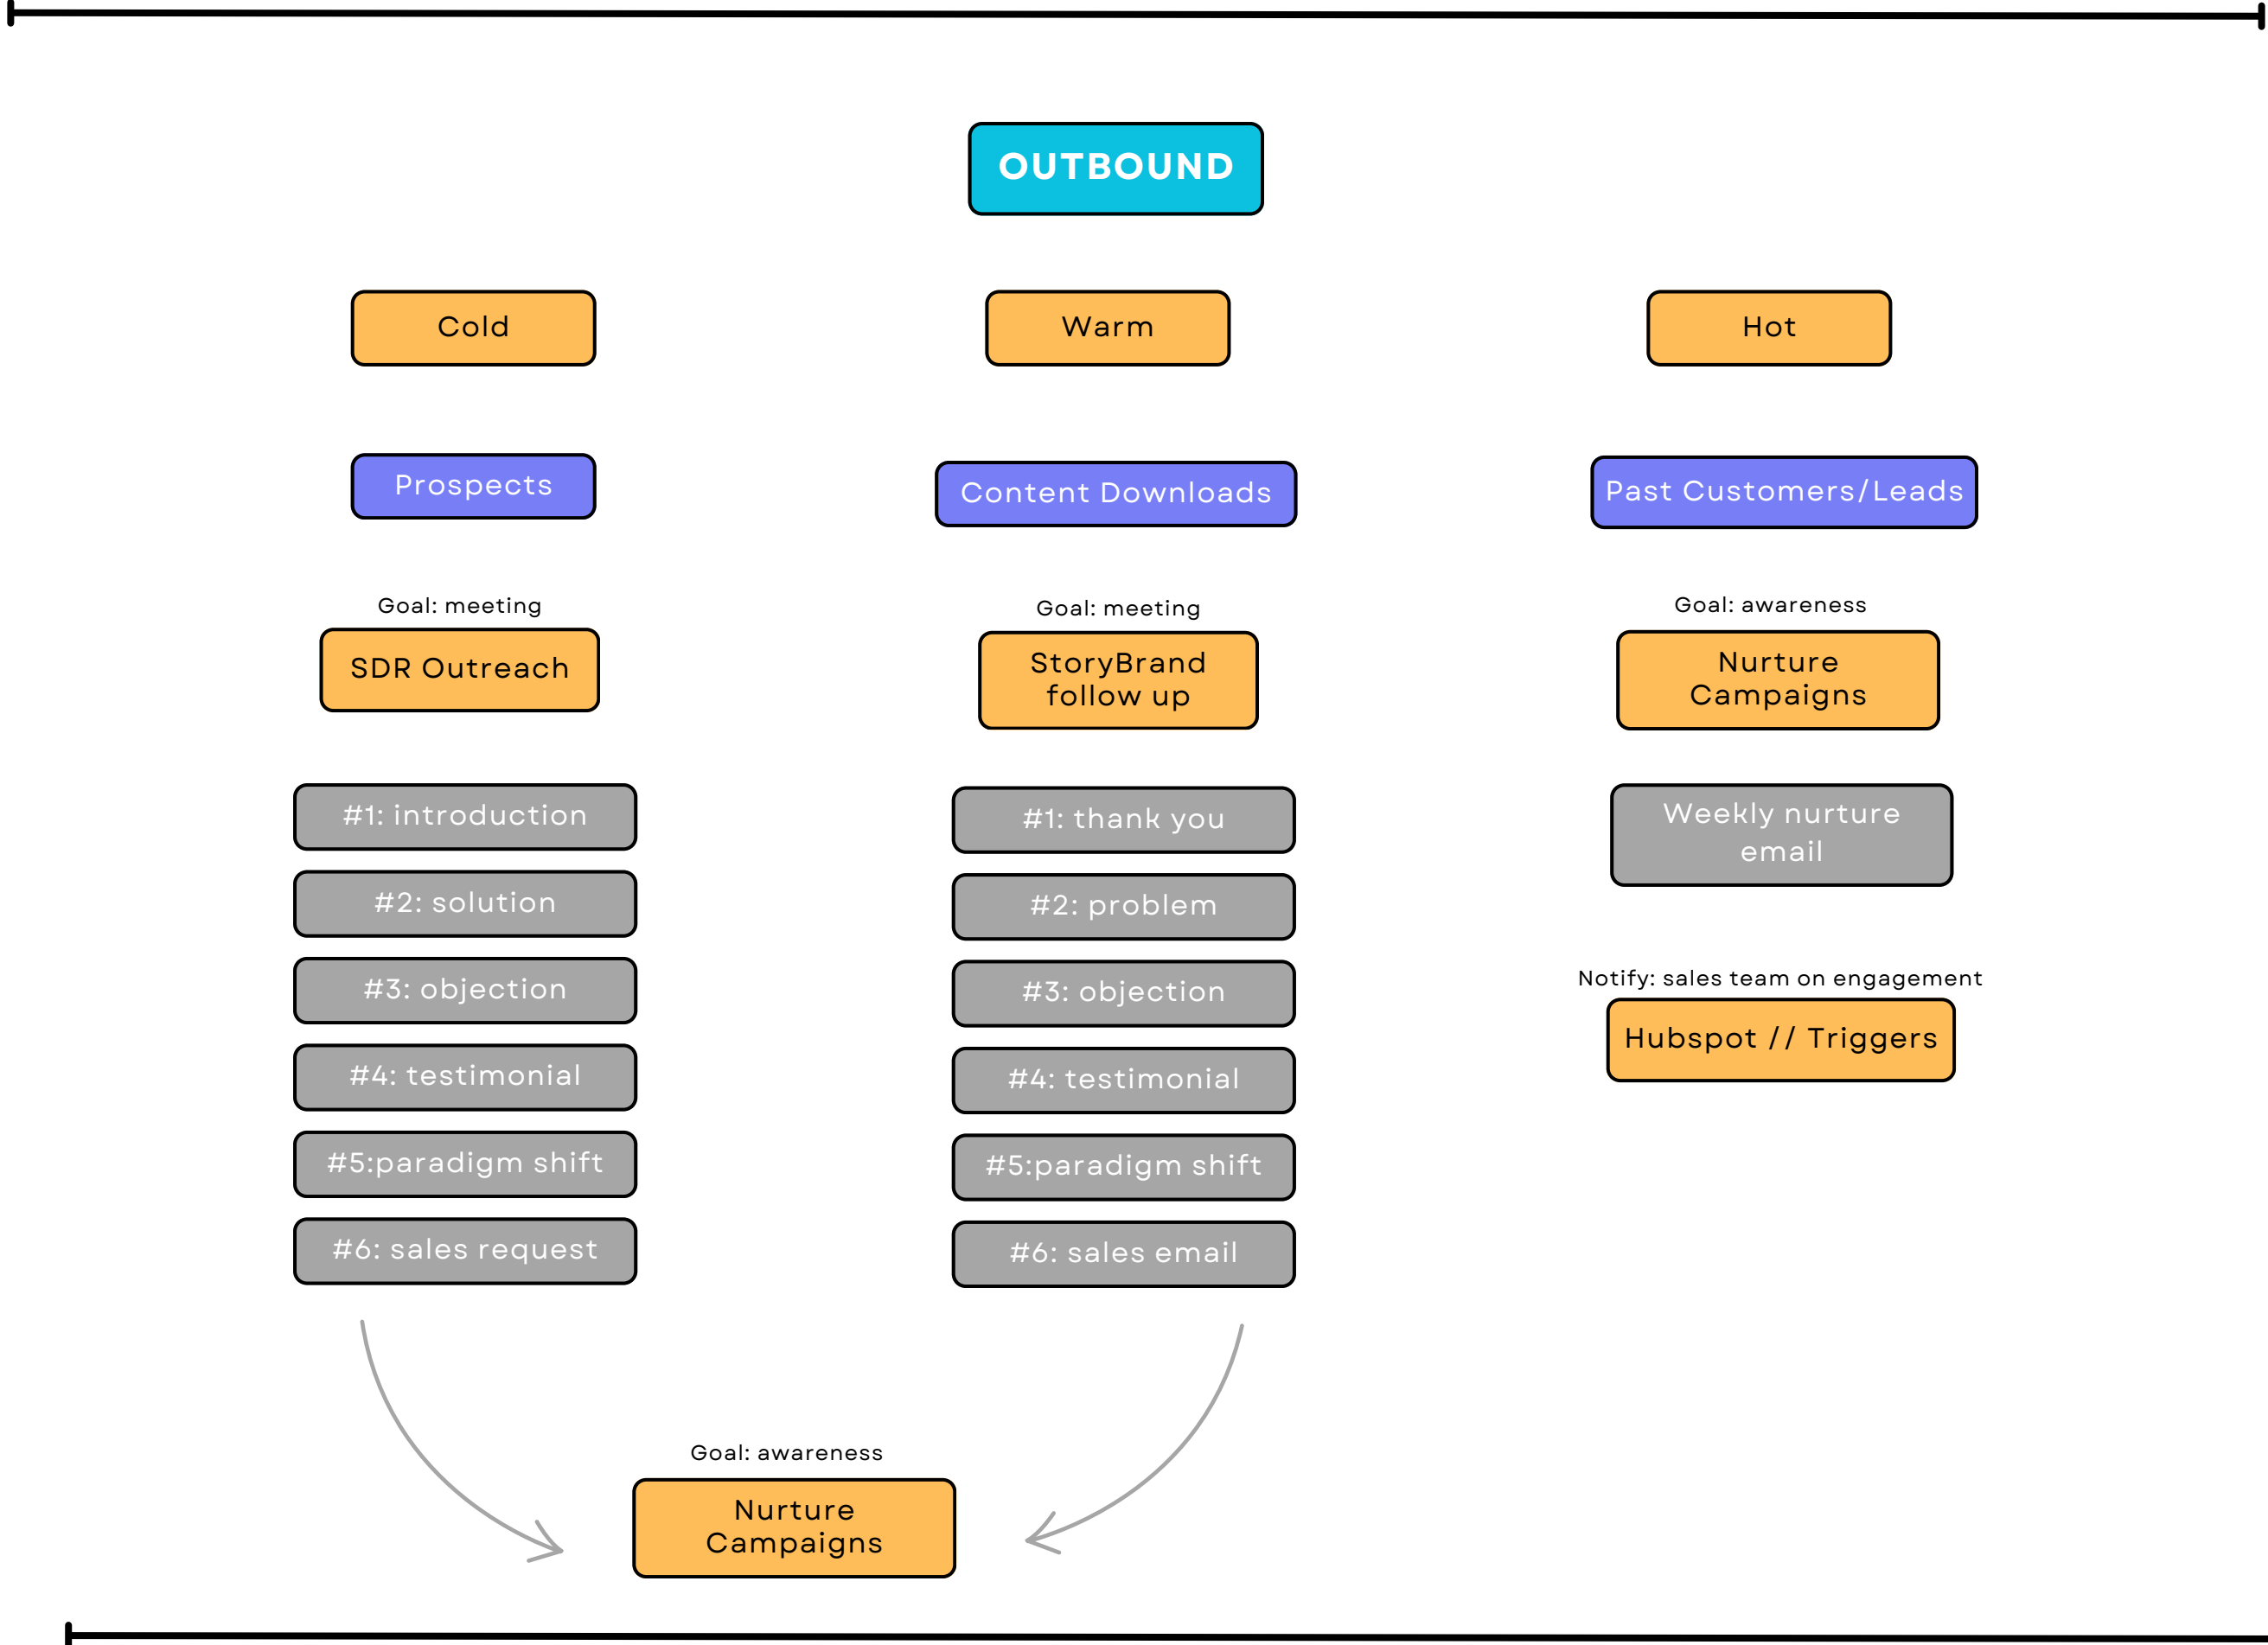 OUTBOUND
Cold
Warm
Hot
Prospects
Content Downloads
Past Customers/Leads
Goal: meeting
SDR Outreach
#1: introduction
#2: solution
#3: objection
#4: testimonial
#5:paradigm shift
#6: sales request
Goal: meeting
StoryBrand
follow up
#1: thank you
#2: problem
#3: objection
#4: testimonial
#5:paradigm shift
#6: sales email
Goal: awareness
Nurture
Campaigns
Weekly nurture
email
Notify: sales team on engagement
Hubspot // Triggers
Goal: awareness
Nurture
Campaigns